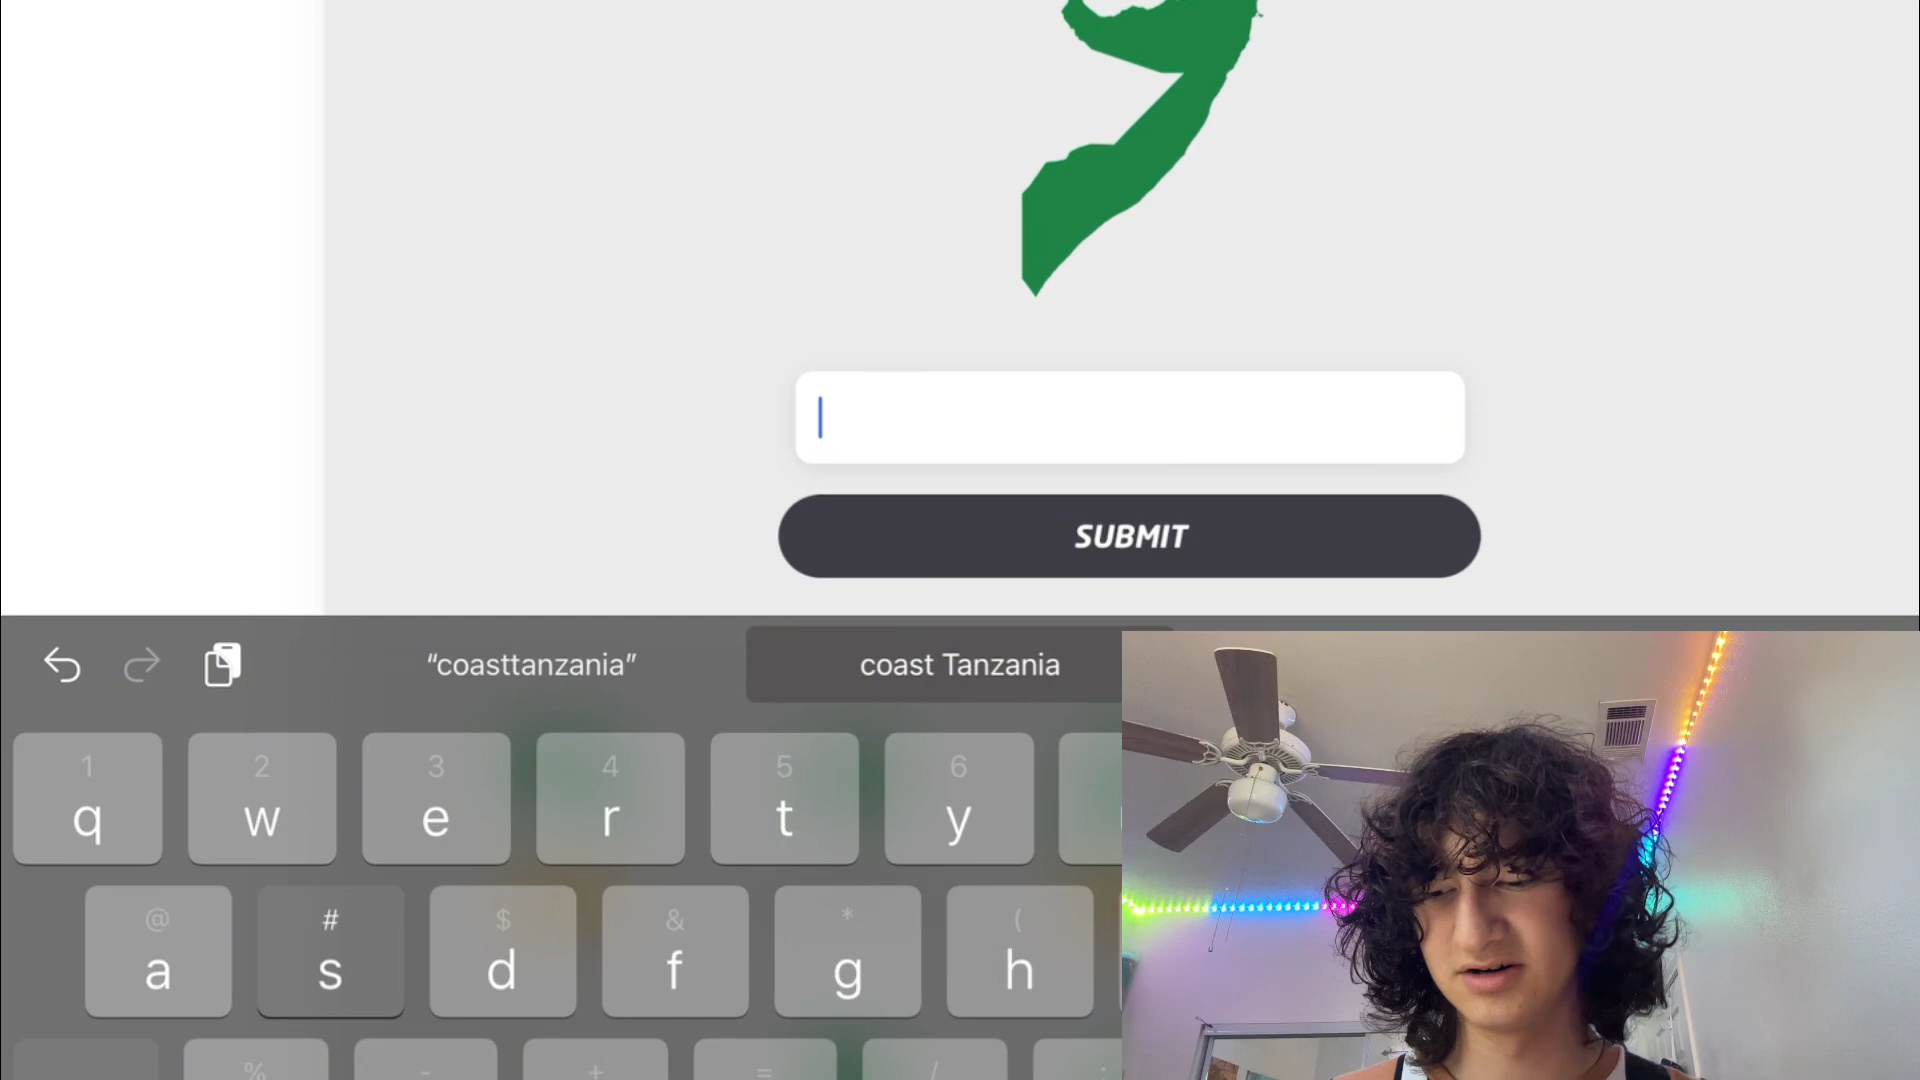 SUBMIT
“coasttanzania” coast Tanzania
1 2 3 4 5 6
q w e r t y
@ # $ & * (
a s d f g h
% - + = / :